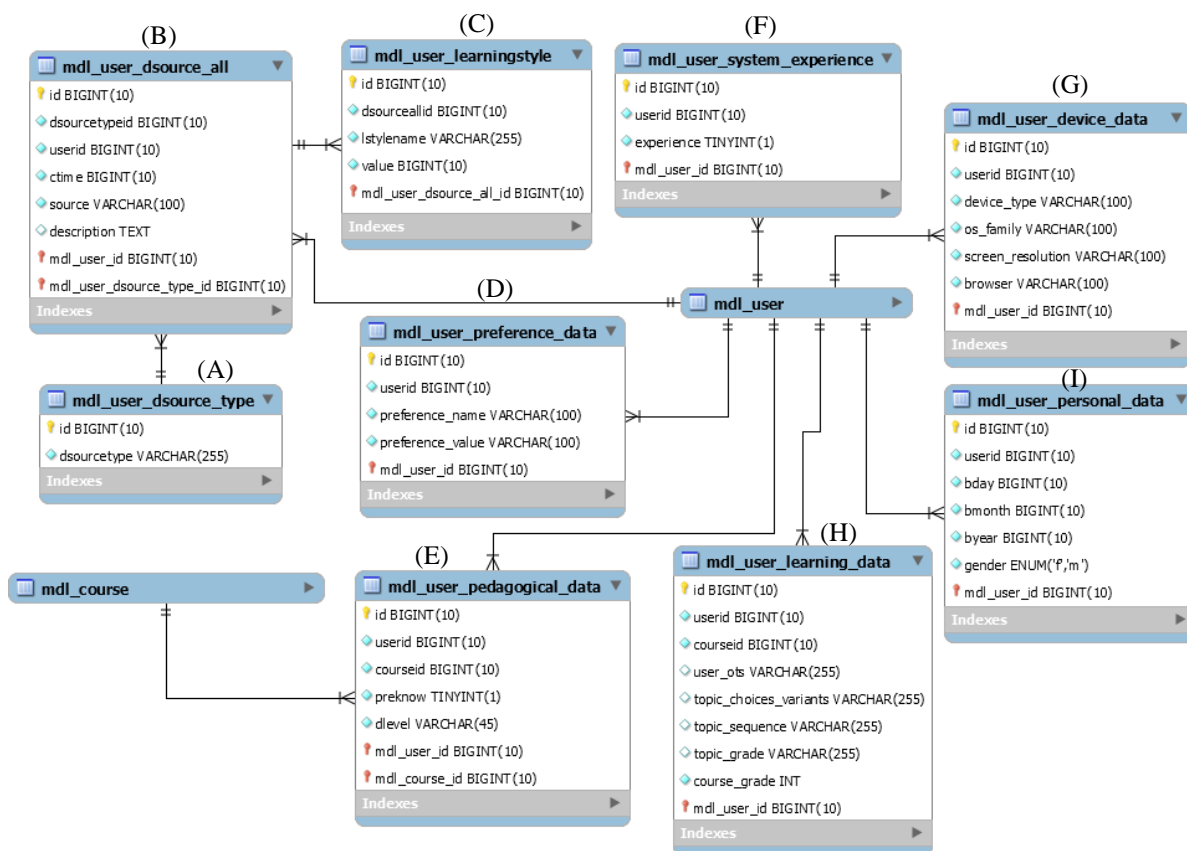 (B)
mdl_user_dsource_all
id BIGINT(10)
dsourcetypeid BIGINT(10)
userid BIGINT(10)
ctime BIGINT(10)
source VARCHAR(100)
description TEXT
mdl_user_id BIGINT(10)
mdl_user_dsource_type_id BIGINT(10)
Indexes
(C)
mdl_user_learningstyle
id BIGINT(10)
dsourceallid BIGINT(10)
lstylename VARCHAR(255)
value BIGINT(10)
mdl_user_dsource_all_id BIGINT(10)
Indexes
(F)
mdl_user_system_experience
id BIGINT(10)
userid BIGINT(10)
experience TINYINT(1)
mdl_user_id BIGINT(10)
Indexes
(G)
mdl_user_device_data
id BIGINT(10)
userid BIGINT(10)
device_type VARCHAR(100)
os_family VARCHAR(100)
screen_resolution VARCHAR(100)
browser VARCHAR(100)
mdl_user_id BIGINT(10)
Indexes
mdl_user
(D)
mdl_user_preference_data
id BIGINT(10)
userid BIGINT(10)
preference_name VARCHAR(100)
preference_value VARCHAR(100)
mdl_user_id BIGINT(10)
Indexes
(A)
mdl_user_dsource_type
id BIGINT(10)
dsourcetype VARCHAR(255)
Indexes
(I)
mdl_user_personal_data
id BIGINT(10)
userid BIGINT(10)
bday BIGINT(10)
bmonth BIGINT(10)
byear BIGINT(10)
gender ENUM('f','m')
mdl_user_id BIGINT(10)
Indexes
mdl_course
(E)
mdl_user_pedagogical_data
id BIGINT(10)
userid BIGINT(10)
courseid BIGINT(10)
preknow TINYINT(1)
dlevel VARCHAR(45)
mdl_user_id BIGINT(10)
mdl_course_id BIGINT(10)
Indexes
(H)
mdl_user_learning_data
id BIGINT(10)
userid BIGINT(10)
courseid BIGINT(10)
user_ots VARCHAR(255)
topic_choices_variants VARCHAR(255)
topic_sequence VARCHAR(255)
topic_grade VARCHAR(255)
course_grade INT
mdl_user_id BIGINT(10)
Indexes